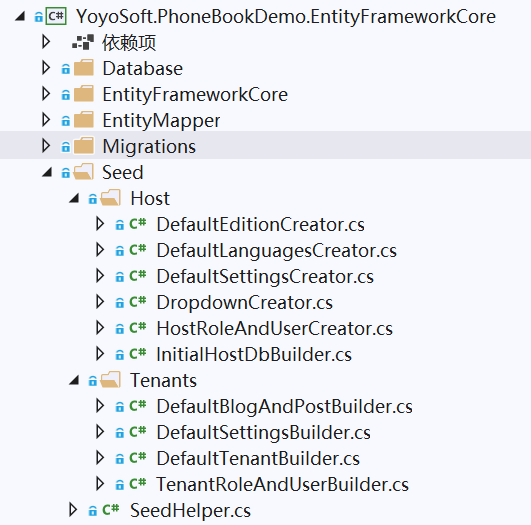 C# YoyoSoft.PhoneBookDemo.EntityFrameworkCore
依赖项
Database
EntityFrameworkCore
EntityMapper
Migrations
Seed
Host
C# DefaultEditionCreator.cs
C# DefaultLanguagesCreator.cs
C# DefaultSettingsCreator.cs
C# DropdownCreator.cs
C# HostRoleAndUserCreator.cs
C# InitialHostDbBuilder.cs
Tenants
C# DefaultBlogAndPostBuilder.cs
C# DefaultSettingsBuilder.cs
C# DefaultTenantBuilder.cs
C# TenantRoleAndUserBuilder.cs
C# SeedHelper.cs